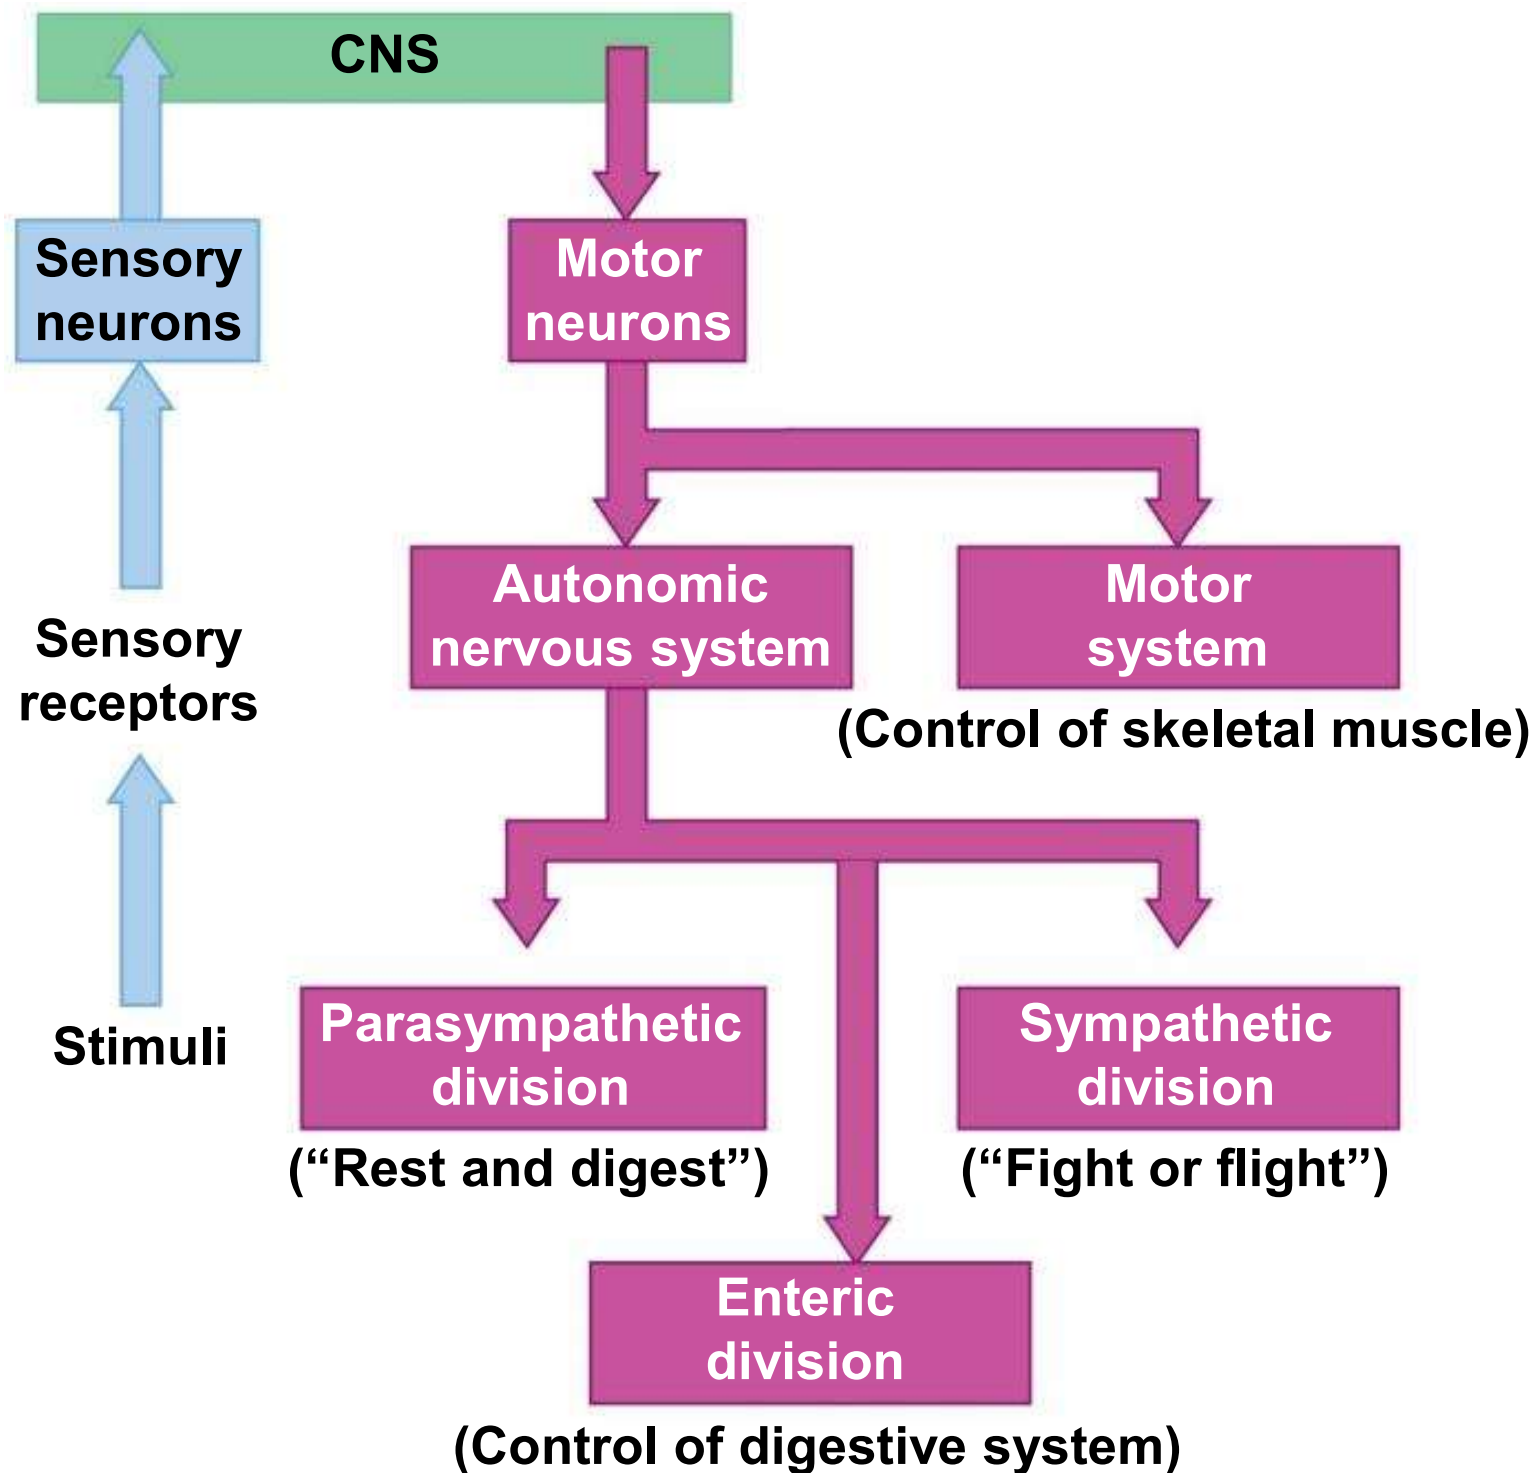 CNS
Sensory
neurons
Motor
neurons
Autonomic
nervous system
Motor
system
(Control of skeletal muscle)
Sensory
receptors
Stimuli
Parasympathetic
division
(“Rest and digest”)
Sympathetic
division
(“Fight or flight”)
Enteric
division
(Control of digestive system)